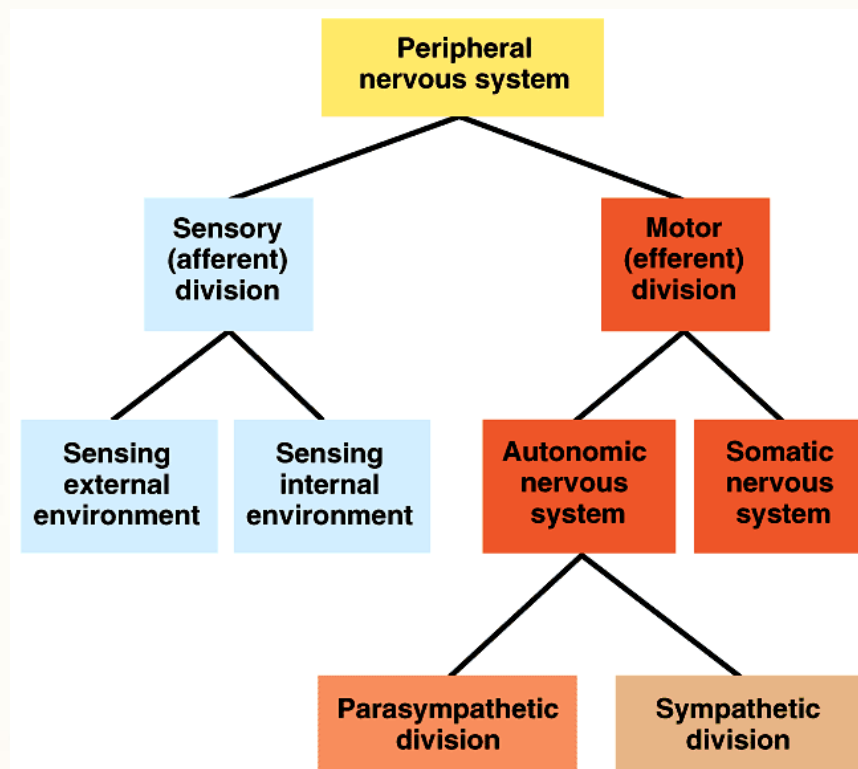 Peripheral
nervous system
Sensory
(afferent)
division
Motor
(efferent)
division
Sensing
external
environment
Sensing
internal
environment
Autonomic
nervous
system
Somatic
nervous
system
Parasympathetic
division
Sympathetic
division